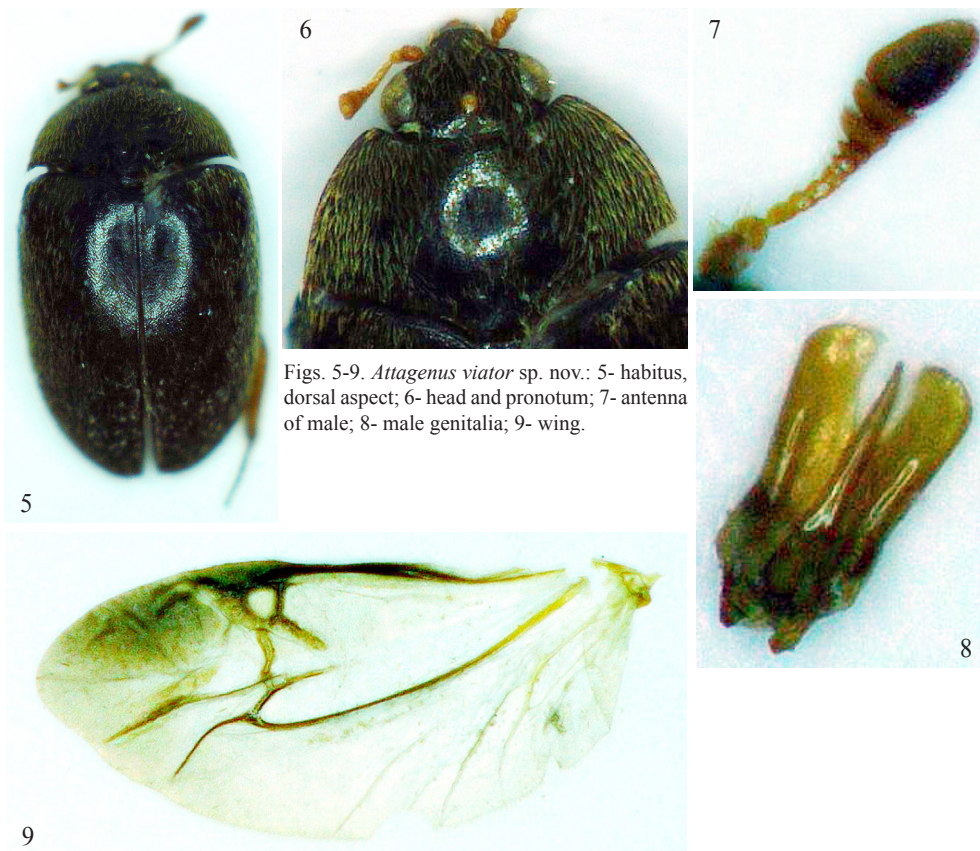 6
7
Figs. 5-9. Attagenus viator sp. nov.: 5- habitus,
dorsal aspect; 6- head and pronotum; 7- antenna
of male; 8- male genitalia; 9- wing.
5
8
9